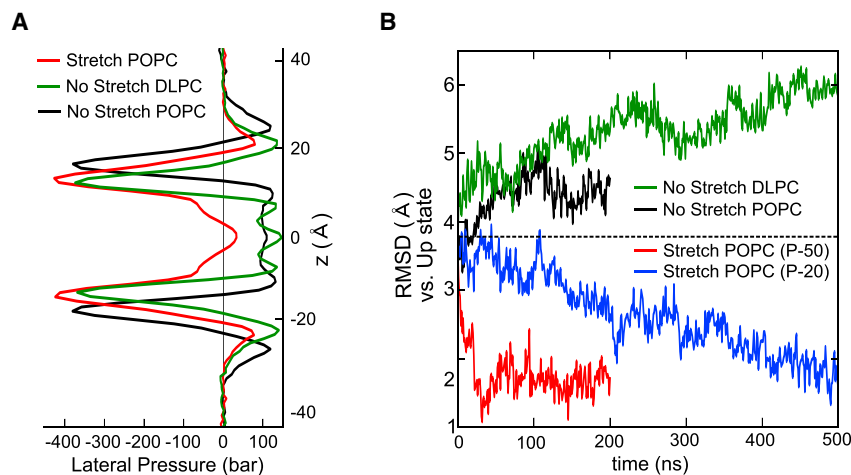 A
Stretch POPC
No Stretch DLPC
No Stretch POPC
40
20
0
-20
-40
z (Å)
-400 -300 -200 -100 0 100
Lateral Pressure (bar)
B
6
5
4
3
2
1
RMSD (Å)
vs. Up state
No Stretch DLPC
No Stretch POPC
Stretch POPC (P-50)
Stretch POPC (P-20)
0 100 200 300 400 500
time (ns)